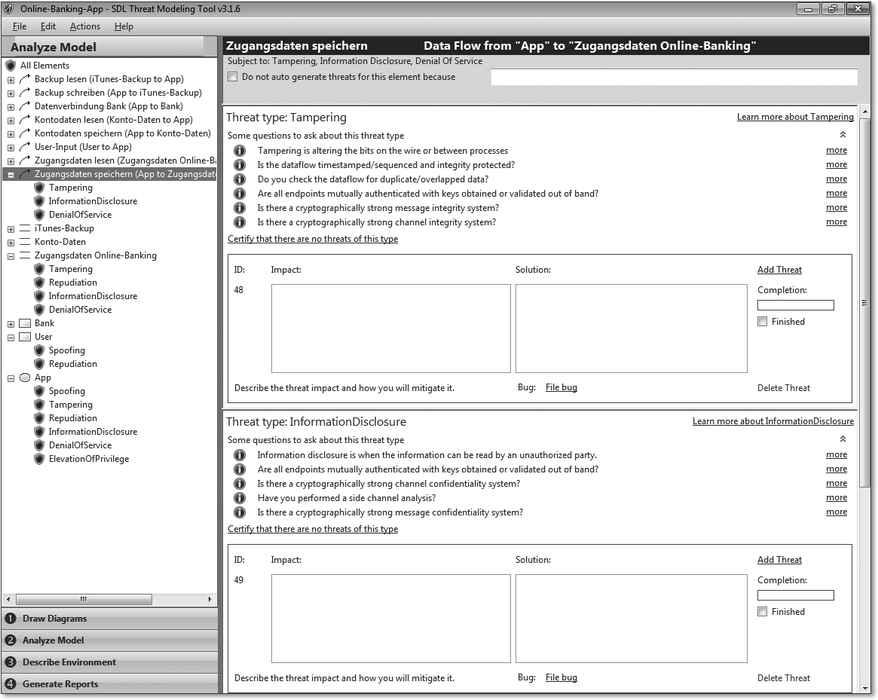 Online-Banking-App - SDL Threat Modeling Tool v3.1.6
File Edit Actions Help
Analyze Model
All Elements
Backup lesen (iTunes-Backup to App)
Backup schreiben (App to iTunes-Backup)
Datenverbindung Bank (App to Bank)
Kontodaten lesen (Konto-Daten to App)
Kontodaten speichern (App to Konto-Daten)
User-Input (User to App)
Zugangsdaten lesen (Zugangsdaten Online-Ba
Zugangsdaten speichern (App to Zugangsdate
Tampering
InformationDisclosure
DenialOfService
iTunes-Backup
Konto-Daten
Zugangsdaten Online-Banking
Tampering
Repudiation
InformationDisclosure
DenialOfService
Bank
User
Spoofing
Repudiation
App
Spoofing
Tampering
Repudiation
InformationDisclosure
DenialOfService
ElevationOfPrivilege
1 Draw Diagrams
2 Analyze Model
3 Describe Environment
4 Generate Reports
Zugangsdaten speichern Data Flow from "App" to "Zugangsdaten Online-Banking"
Subject to: Tampering, Information Disclosure, Denial Of Service
Do not auto generate threats for this element because
Threat type: Tampering Learn more about Tampering
Some questions to ask about this threat type
Tampering is altering the bits on the wire or between processes more
Is the dataflow timestamped/sequenced and integrity protected? more
Do you check the dataflow for duplicate/overlapped data? more
Are all endpoints mutually authenticated with keys obtained or validated out of band? more
Is there a cryptographically strong message integrity system? more
Is there a cryptographically strong channel integrity system? more
Certify that there are no threats of this type
ID: Impact: Solution: Add Threat
48 Completion:
Finished
Describe the threat impact and how you will mitigate it. Bug: File bug Delete Threat
Threat type: InformationDisclosure Learn more about InformationDisclosure
Some questions to ask about this threat type
Information disclosure is when the information can be read by an unauthorized party. more
Are all endpoints mutually authenticated with keys obtained or validated out of band? more
Is there a cryptographically strong channel confidentiality system? more
Have you performed a side channel analysis? more
Is there a cryptographically strong message confidentiality system? more
Certify that there are no threats of this type
ID: Impact: Solution: Add Threat
49 Completion:
Finished
Describe the threat impact and how you will mitigate it. Bug: File bug Delete Threat